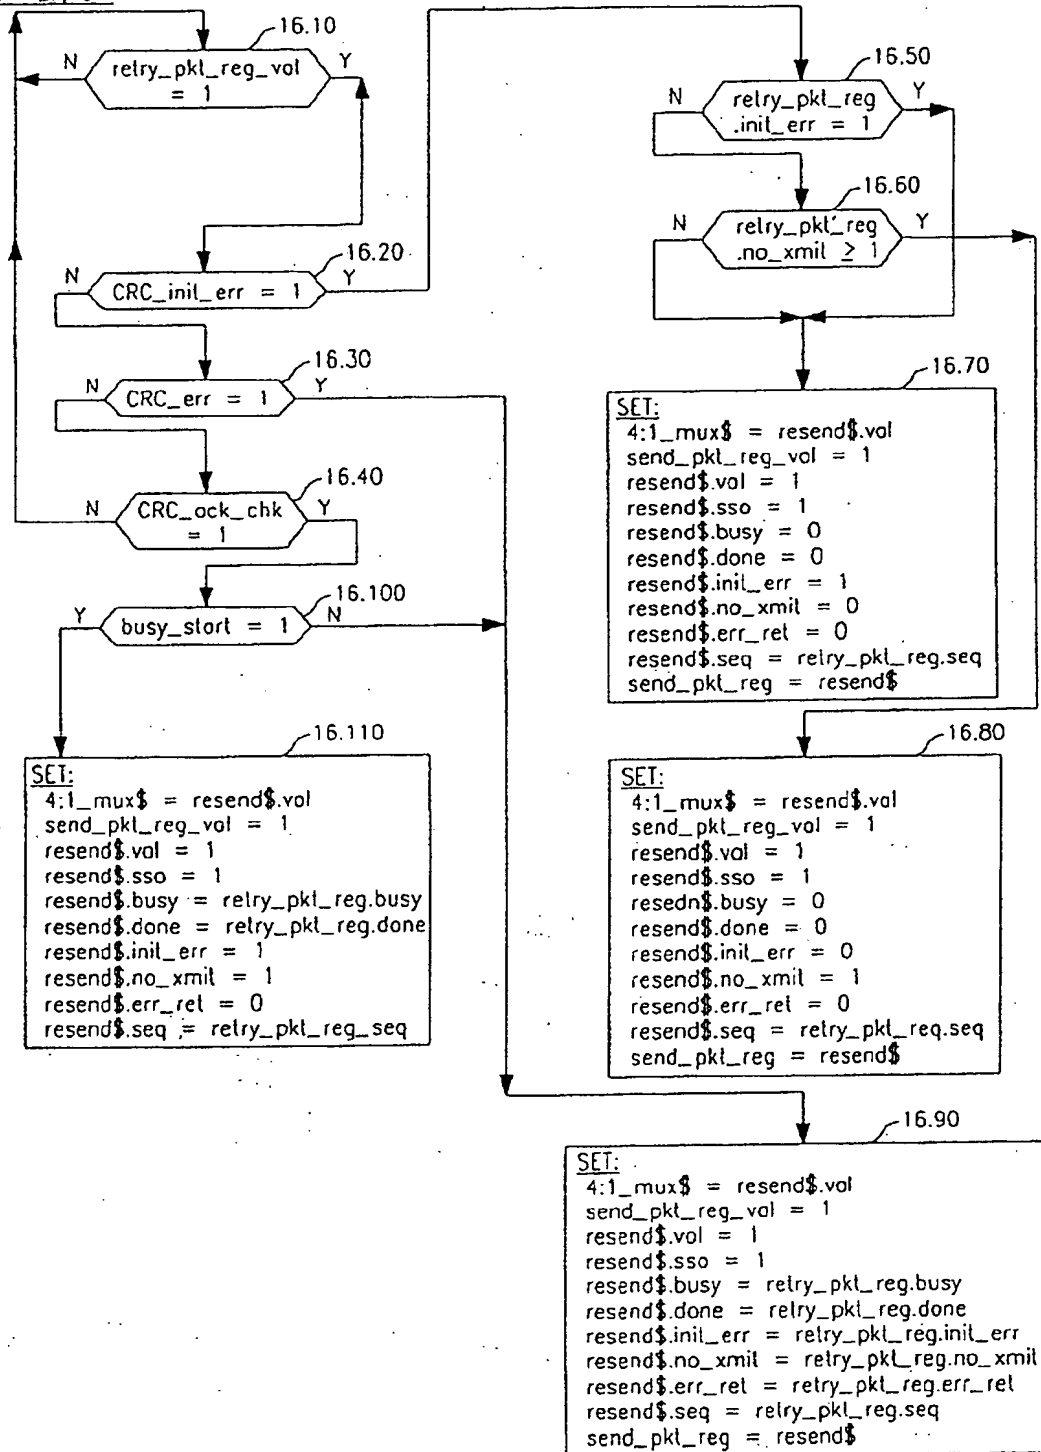 16.10
N
retry_pkt_reg_val
= 1
Y
16.20
N
CRC_init_err = 1
Y
16.30
N
CRC_err = 1
Y
16.40
N
CRC_ack_chk
= 1
Y
16.100
Y
busy_start = 1
N
16.110
SET:
4:1_mux$ = resend$.val
send_pkt_reg_val = 1
resend$.val = 1
resend$.sso = 1
resend$.busy = retry_pkt_reg.busy
resend$.done = retry_pkt_reg.done
resend$.init_err = 1
resend$.no_xmit = 1
resend$.err_ret = 0
resend$.seq = retry_pkt_reg_seq
16.50
N
retry_pkt_reg
.init_err = 1
Y
16.60
N
retry_pkt_reg
.no_xmit ≥ 1
Y
16.70
SET:
4:1_mux$ = resend$.val
send_pkt_reg_val = 1
resend$.val = 1
resend$.sso = 1
resend$.busy = 0
resend$.done = 0
resend$.init_err = 1
resend$.no_xmit = 0
resend$.err_ret = 0
resend$.seq = retry_pkt_reg.seq
send_pkt_reg = resend$
16.80
SET:
4:1_mux$ = resend$.val
send_pkt_reg_val = 1
resend$.val = 1
resend$.sso = 1
resedn$.busy = 0
resend$.done = 0
resend$.init_err = 0
resend$.no_xmit = 1
resend$.err_ret = 0
resend$.seq = retry_pkt_req.seq
send_pkt_reg = resend$
16.90
SET:
4:1_mux$ = resend$.val
send_pkt_reg_val = 1
resend$.val = 1
resend$.sso = 1
resend$.busy = retry_pkt_reg.busy
resend$.done = retry_pkt_reg.done
resend$.init_err = retry_pkt_reg.init_err
resend$.no_xmit = retry_pkt_reg.no_xmit
resend$.err_ret = retry_pkt_reg.err_ret
resend$.seq = retry_pkt_reg.seq
send_pkt_reg = resend$